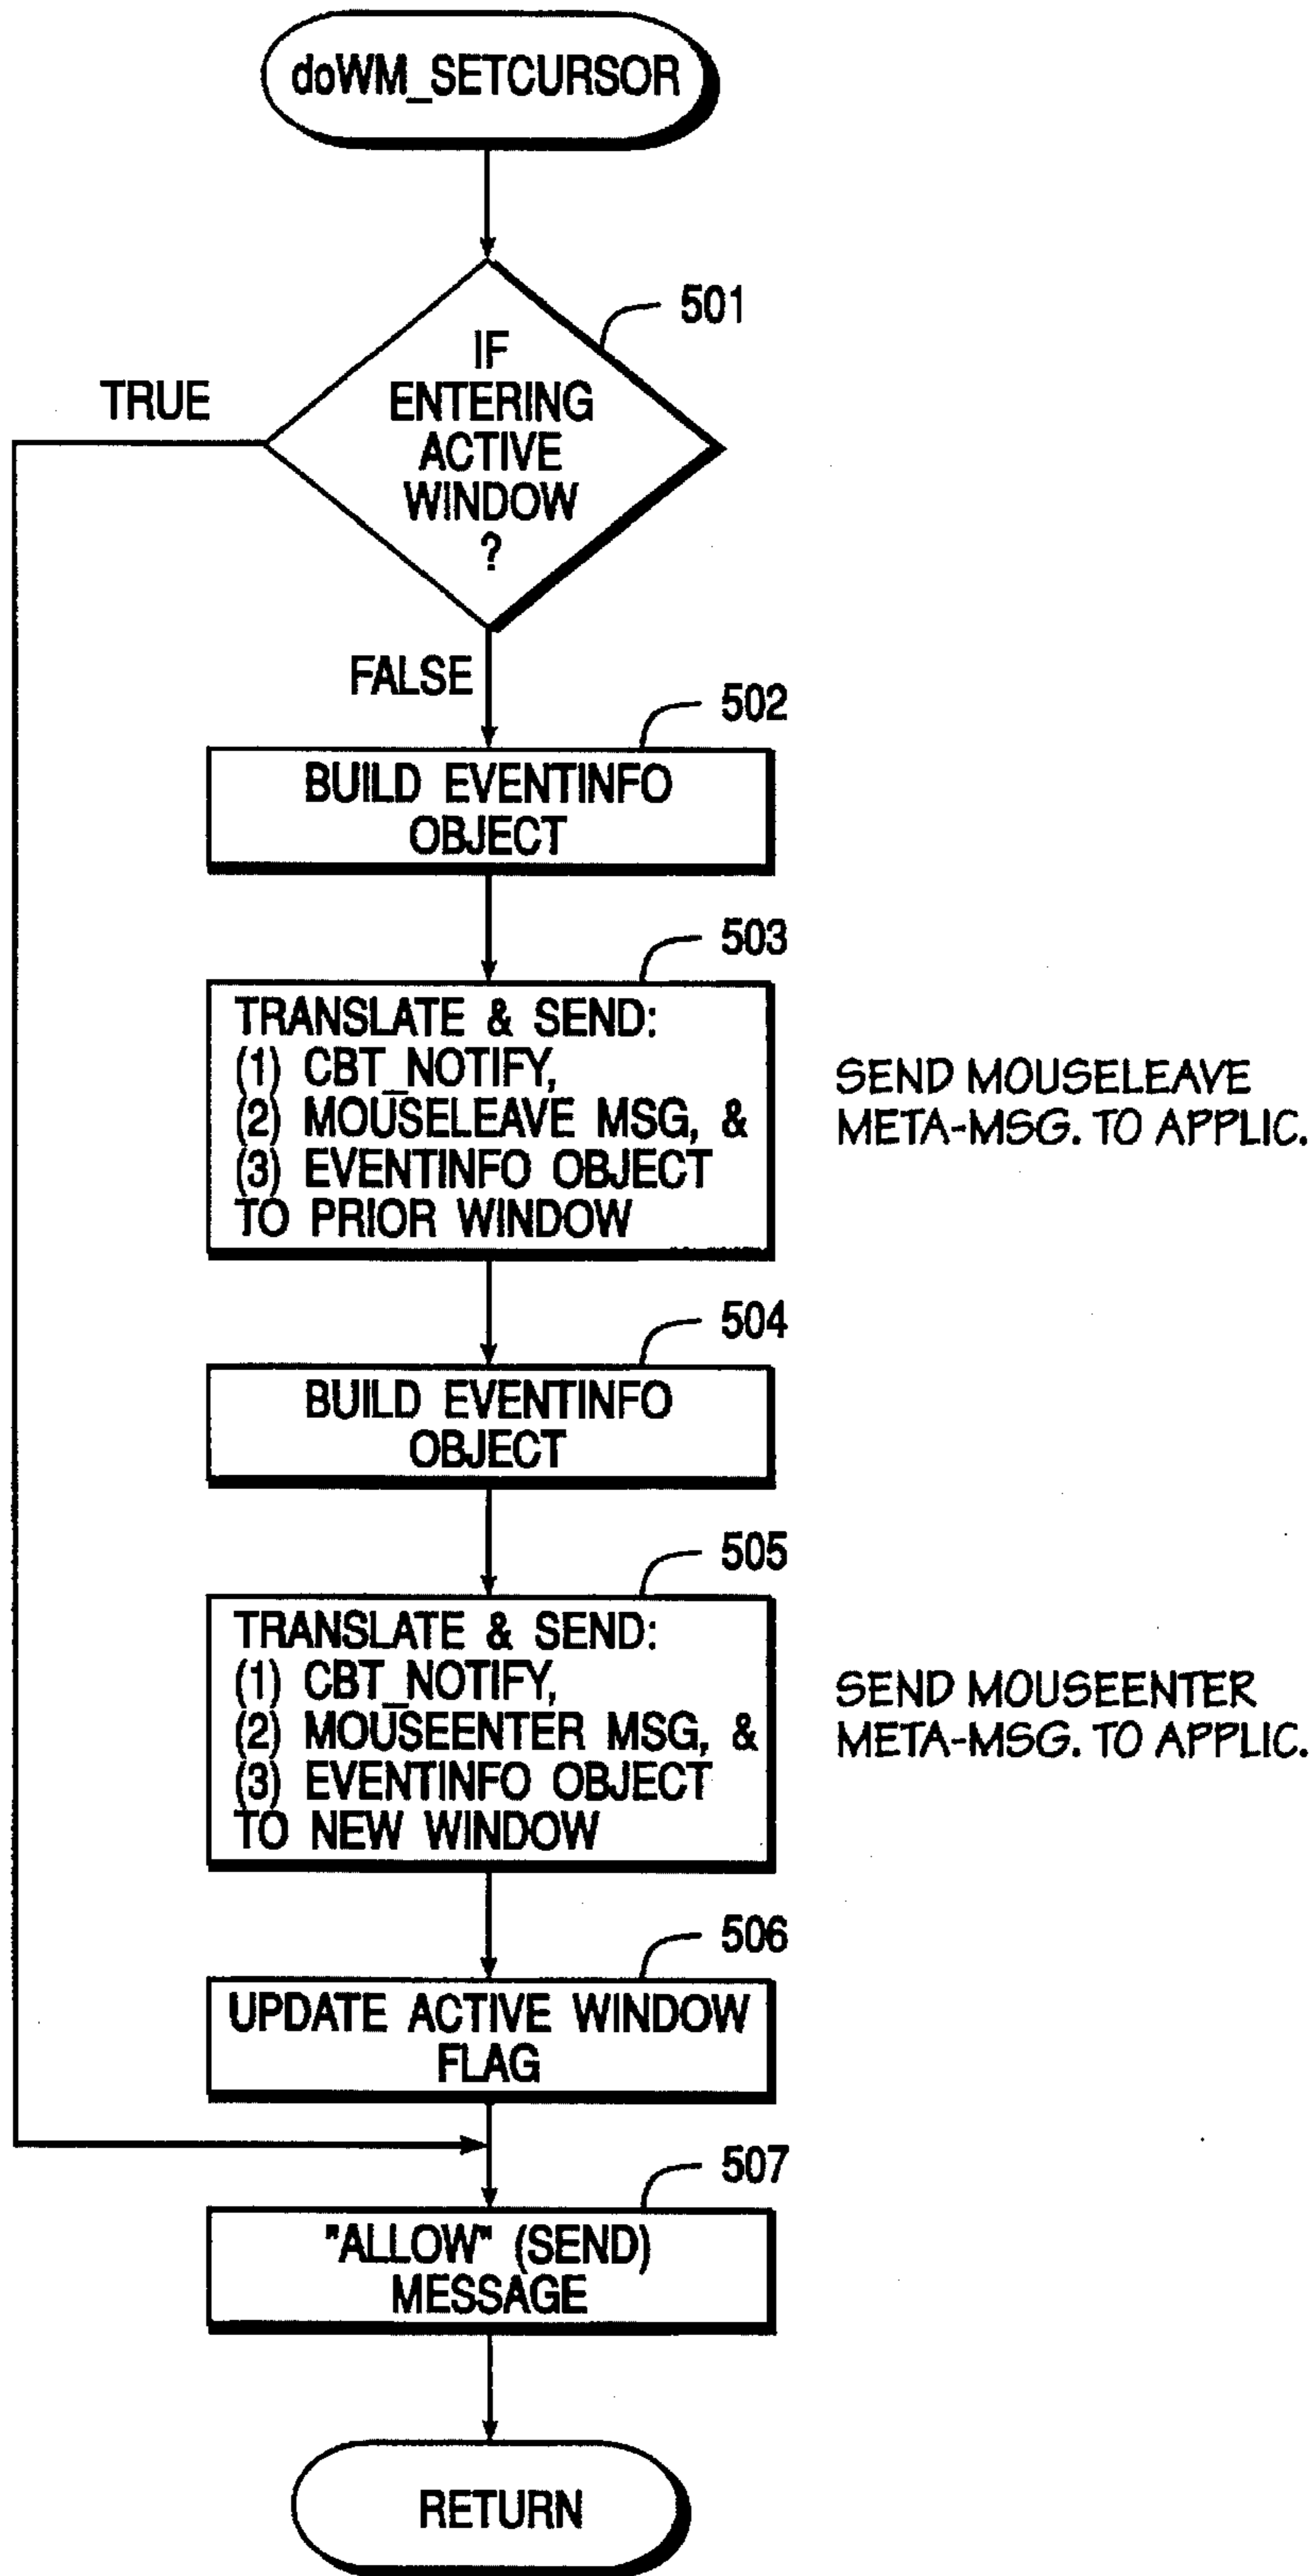 doWM_SETCURSOR
501
IF
ENTERING
ACTIVE
WINDOW
?
TRUE
FALSE
502
BUILD EVENTINFO
OBJECT
503
TRANSLATE & SEND:
(1) CBT_NOTIFY,
(2) MOUSELEAVE MSG, &
(3) EVENTINFO OBJECT
TO PRIOR WINDOW
SEND MOUSELEAVE
META-MSG. TO APPLIC.
504
BUILD EVENTINFO
OBJECT
505
TRANSLATE & SEND:
(1) CBT_NOTIFY,
(2) MOUSEENTER MSG, &
(3) EVENTINFO OBJECT
TO NEW WINDOW
SEND MOUSEENTER
META-MSG. TO APPLIC.
506
UPDATE ACTIVE WINDOW
FLAG
507
"ALLOW" (SEND)
MESSAGE
RETURN